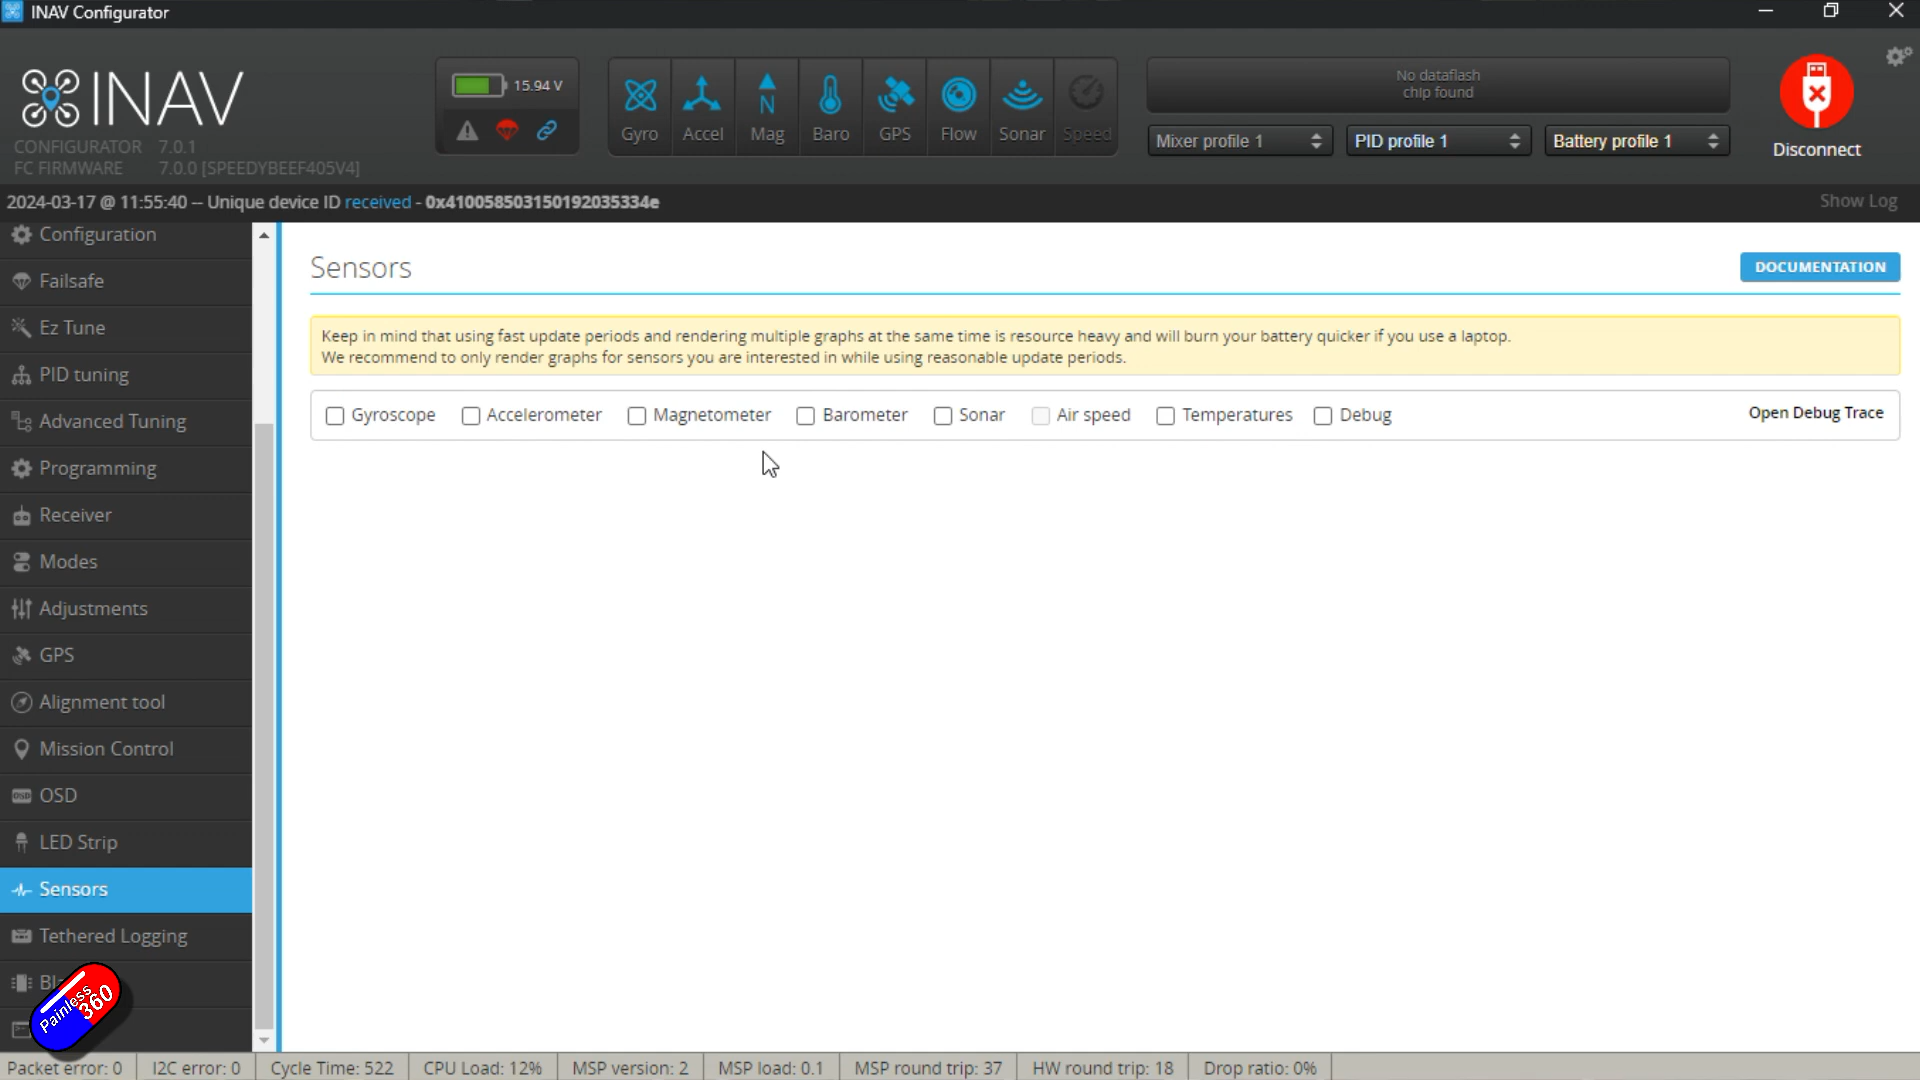 INAV Configurator
INAV
CONFIGURATOR 7.0.1
FC FIRMWARE 7.0.0 [SPEEDYBEEF405V4]
15.94 V
Gyro
Accel
N
Mag
Baro
GPS
Flow
Sonar
Speed
No dataflash
chip found
Mixer profile 1
PID profile 1
Battery profile 1
Disconnect
2024-03-17 @ 11:55:40 -- Unique device ID received - 0x410058503150192035334e
Show Log
Configuration
Failsafe
Ez Tune
PID tuning
Advanced Tuning
Programming
Receiver
Modes
Adjustments
GPS
Alignment tool
Mission Control
OSD
OSD
LED Strip
Sensors
Tethered Logging
Painless
360
Sensors
DOCUMENTATION
Keep in mind that using fast update periods and rendering multiple graphs at the same time is resource heavy and will burn your battery quicker if you use a laptop.
We recommend to only render graphs for sensors you are interested in while using reasonable update periods.
Gyroscope
Accelerometer
Magnetometer
Barometer
Sonar
Air speed
Temperatures
Debug
Open Debug Trace
Packet error: 0
I2C error: 0
Cycle Time: 522
CPU Load: 12%
MSP version: 2
MSP load: 0.1
MSP round trip: 37
HW round trip: 18
Drop ratio: 0%